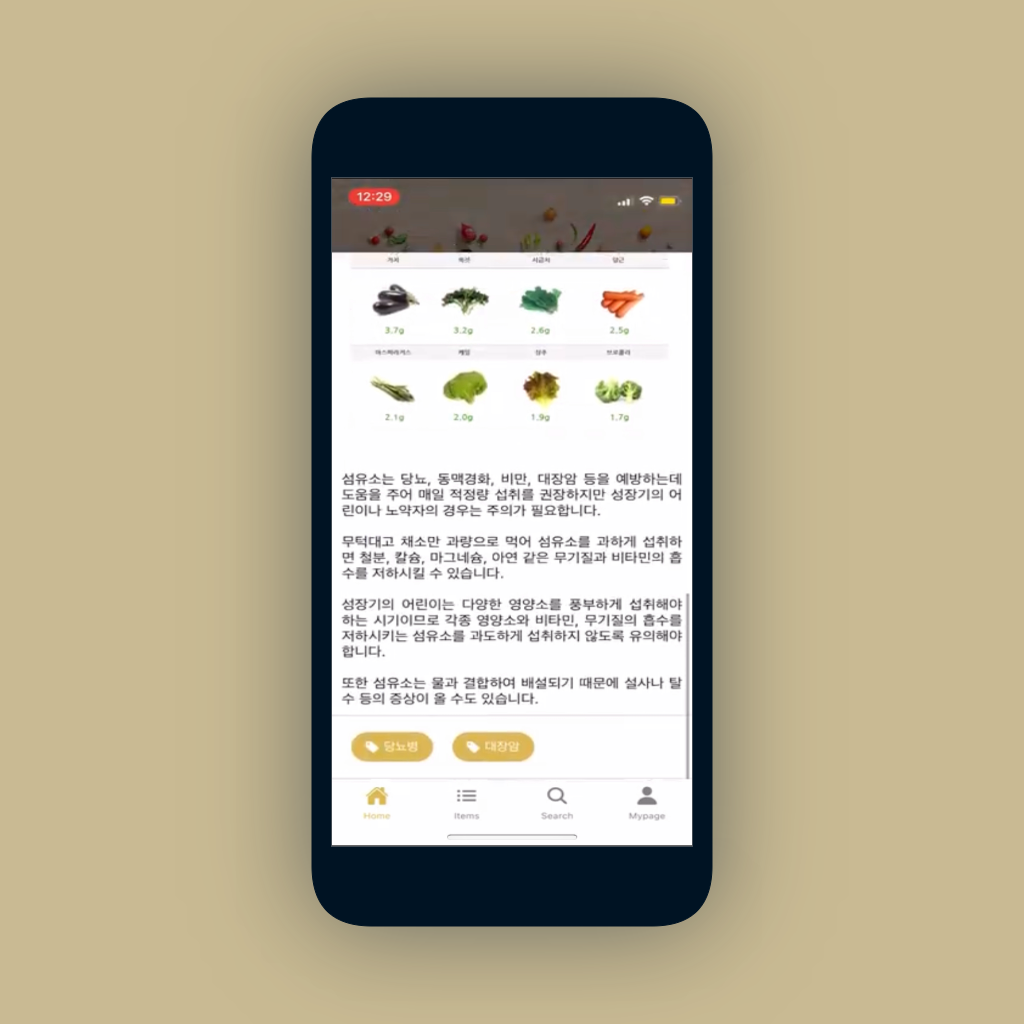 12:29
가지 시금치 당근
3.7g 3.2g 2.6g 2.5g
아스파라거스 케일 상추 브로콜리
2.1g 2.0g 1.9g 1.7g
섬유소는 당뇨, 동맥경화, 비만, 대장암 등을 예방하는데
도움을 주어 매일 적정량 섭취를 권장하지만 성장기의 어
린이나 노약자의 경우는 주의가 필요합니다.
무턱대고 채소만 과량으로 먹어 섬유소를 과하게 섭취하
면 철분, 칼슘, 마그네슘, 아연 같은 무기질과 비타민의 흡
수를 저하시킬 수 있습니다.
성장기의 어린이는 다양한 영양소를 풍부하게 섭취해야
하는 시기이므로 각종 영양소와 비타민, 무기질의 흡수를
저하시키는 섬유소를 과도하게 섭취하지 않도록 유의해야
합니다.
또한 섬유소는 물과 결합하여 배설되기 때문에 설사나 탈
수 등의 증상이 올 수도 있습니다.
당뇨병 대장암
Home Items Search Mypage